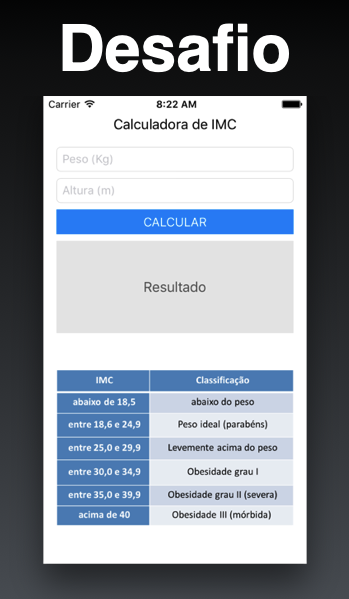 Desafio
Carrier 8:22 AM
Calculadora de IMC
Peso (Kg)
Altura (m)
CALCULAR
Resultado
IMC Classificação
abaixo de 18,5 abaixo do peso
entre 18,6 e 24,9 Peso ideal (parabéns)
entre 25,0 e 29,9 Levemente acima do peso
entre 30,0 e 34,9 Obesidade grau I
entre 35,0 e 39,9 Obesidade grau II (severa)
acima de 40 Obesidade III (mórbida)